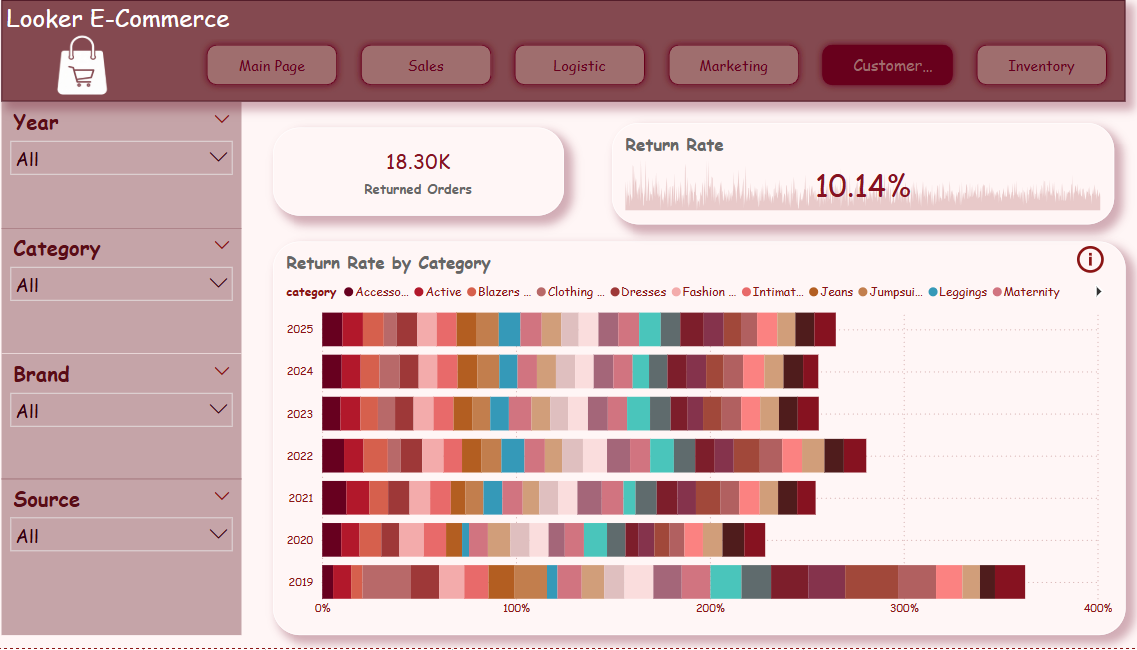 Looker E-Commerce
Main Page Sales Logistic Marketing Customer... Inventory
Year
All
Category
All
Brand
All
Source
All
18.30K
Returned Orders
Return Rate
10.14%
Return Rate by Category
category Accesso... Active Blazers ... Clothing ... Dresses Fashion ... Intimat... Jeans Jumpsui... Leggings Maternity
2025
2024
2023
2022
2021
2020
2019
0% 100% 200% 300% 400%